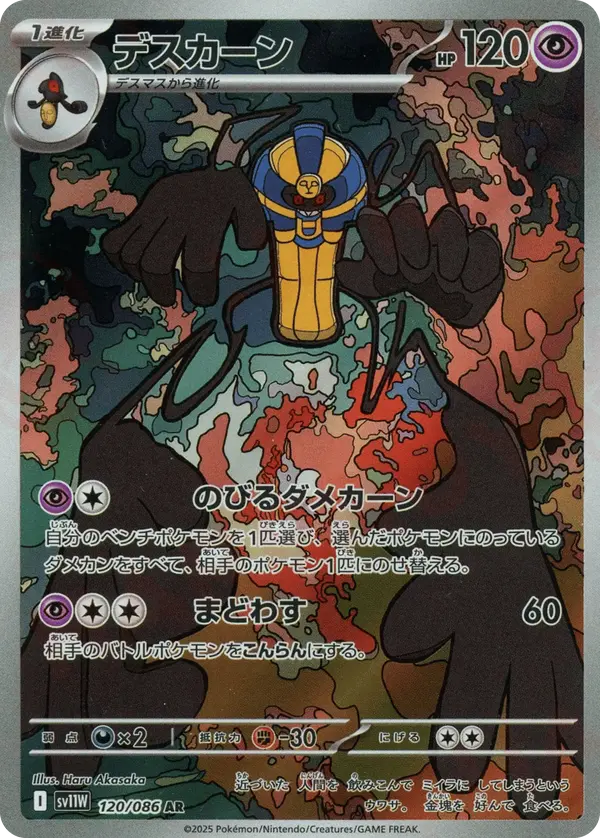 1進化
デスカーン
HP 120
デスマスから進化
のびるダメカーン
自分のベンチポケモンを1匹選び、選んだポケモンにのっている
ダメカンをすべて、相手のポケモン1匹にのせ替える。
まどわす 60
相手のバトルポケモンをこんらんにする。
弱点 ×2 抵抗力 -30 にげる
Illus. Haru Akasaka
I sv11W 120/086 AR
近づいた 人間を 飲みこんで ミイラに してしまうという
ウワサ。 金塊を 好んで 食べる。
©2025 Pokémon/Nintendo/Creatures/GAME FREAK.